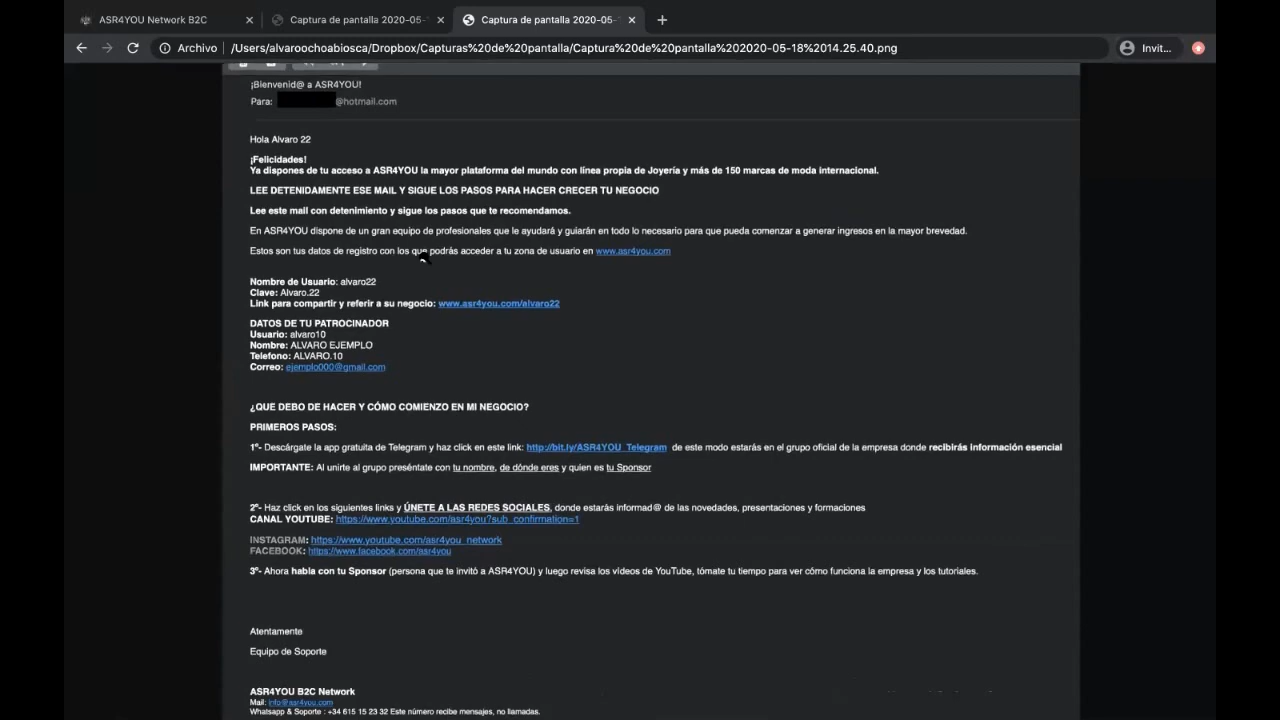 ASR4YOU Network B2C
Captura de pantalla 2020-05-
Captura de pantalla 2020-05-
Archivo /Users/alvaroochoabiosca/Dropbox/Capturas%20de%20pantalla/Captura%20de%20pantalla%202020-05-18%2014.25.40.png Invit...
¡Bienvenid@ a ASR4YOU!
Para: @hotmail.com
Hola Alvaro 22
¡Felicidades!
Ya dispones de tu acceso a ASR4YOU la mayor plataforma del mundo con línea propia de Joyería y más de 150 marcas de moda internacional.
LEE DETENIDAMENTE ESE MAIL Y SIGUE LOS PASOS PARA HACER CRECER TU NEGOCIO
Lee este mail con detenimiento y sigue los pasos que te recomendamos.
En ASR4YOU dispone de un gran equipo de profesionales que le ayudará y guiarán en todo lo necesario para que pueda comenzar a generar ingresos en la mayor brevedad.
Estos son tus datos de registro con los que podrás acceder a tu zona de usuario en www.asr4you.com
Nombre de Usuario: alvaro22
Clave: Alvaro.22
Link para compartir y referir a su negocio: www.asr4you.com/alvaro22
DATOS DE TU PATROCINADOR
Usuario: alvaro10
Nombre: ALVARO EJEMPLO
Telefono: ALVARO.10
Correo: ejemplo000@gmail.com
¿QUE DEBO DE HACER Y CÓMO COMIENZO EN MI NEGOCIO?
PRIMEROS PASOS:
1º- Descárgate la app gratuita de Telegram y haz click en este link: http://bit.ly/ASR4YOU_Telegram de este modo estarás en el grupo oficial de la empresa donde recibirás información esencial
IMPORTANTE: Al unirte al grupo preséntate con tu nombre, de dónde eres y quien es tu Sponsor
2º- Haz click en los siguientes links y ÚNETE A LAS REDES SOCIALES, donde estarás informad@ de las novedades, presentaciones y formaciones
CANAL YOUTUBE: https://www.youtube.com/asr4you?sub_confirmation=1
INSTAGRAM: https://www.youtube.com/asr4you_network
FACEBOOK: https://www.facebook.com/asr4you
3º- Ahora habla con tu Sponsor (persona que te invitó a ASR4YOU) y luego revisa los vídeos de YouTube, tómate tu tiempo para ver cómo funciona la empresa y los tutoriales.
Atentamente
Equipo de Soporte
ASR4YOU B2C Network
Mail: info@asr4you.com
Whatsapp & Soporte : +34 615 15 23 32 Este número recibe mensajes, no llamadas.